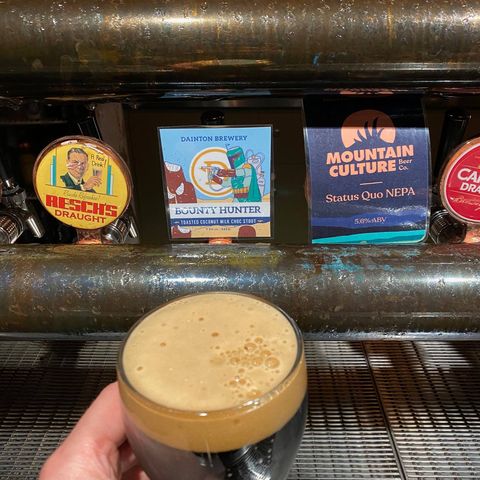 A Real
Drink!
RESCH'S
DRAUGHT
DAINTON BREWERY
BOUNTY HUNTER
TOASTED COCONUT MILK CHOC STOUT
MOUNTAIN
CULTURE Beer
Co.
Status Quo NEPA
5.6% ABV
DRA